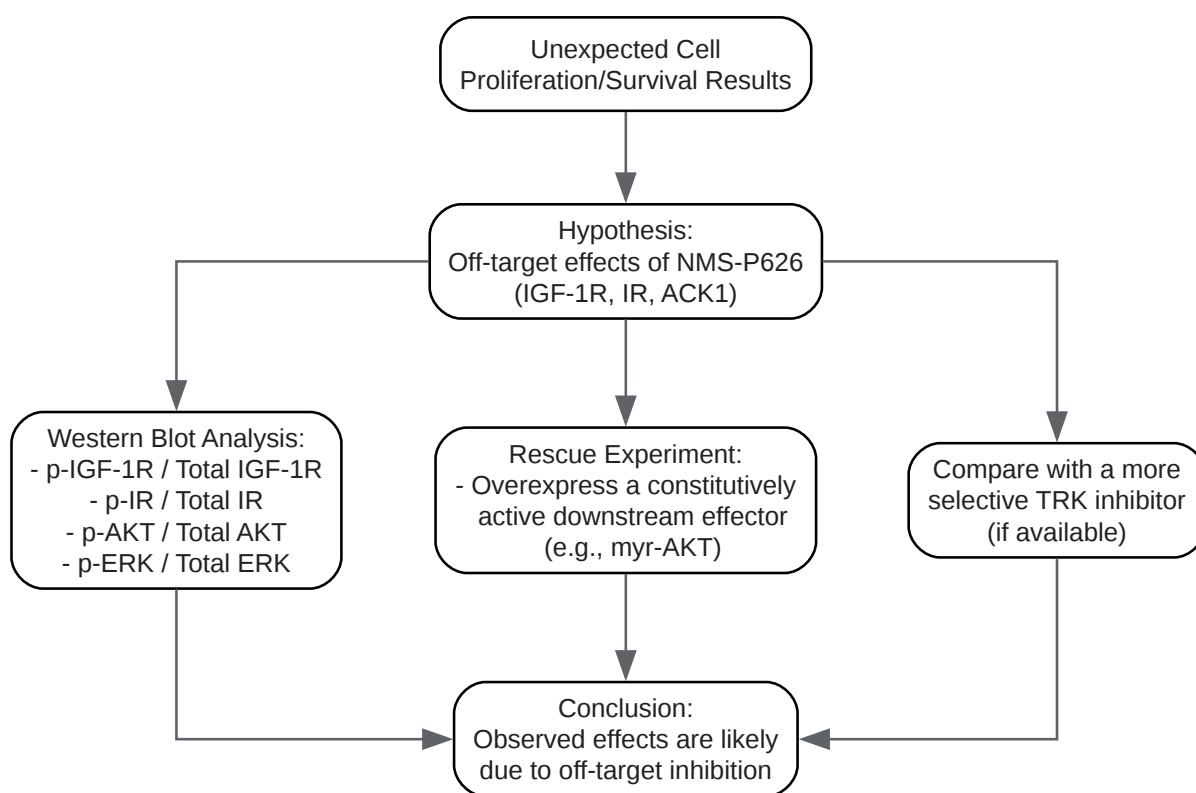 Unexpected Cell
Proliferation/Survival Results
Hypothesis:
Off-target effects of NMS-P626
(IGF-1R, IR, ACK1)
Western Blot Analysis:
- p-IGF-1R / Total IGF-1R
- p-IR / Total IR
- p-AKT / Total AKT
- p-ERK / Total ERK
Rescue Experiment:
- Overexpress a constitutively
active downstream effector
(e.g., myr-AKT)
Compare with a more
selective TRK inhibitor
(if available)
Conclusion:
Observed effects are likely
due to off-target inhibition